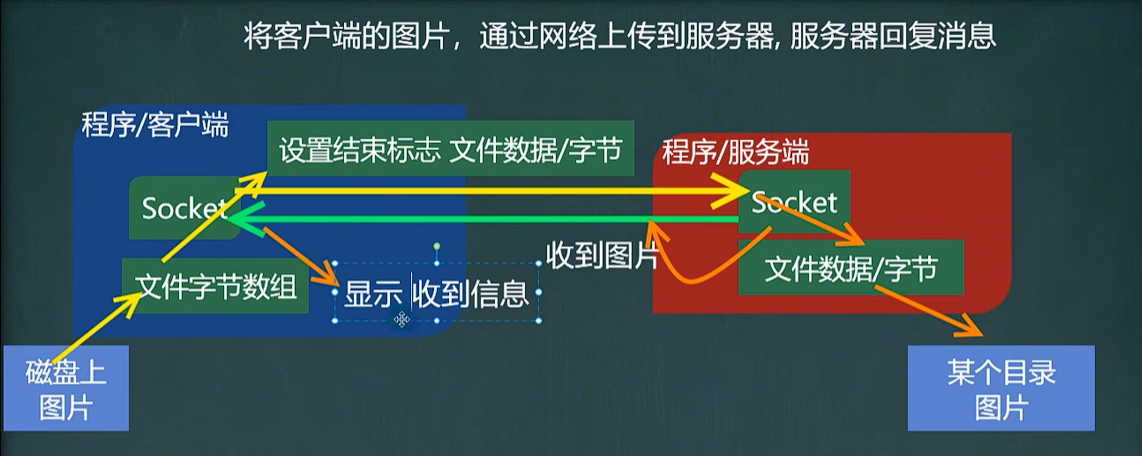 将客户端的图片，通过网络上传到服务器, 服务器回复消息
程序/客户端
设置结束标志 文件数据/字节
程序/服务端
Socket
Socket
收到图片
文件数据/字节
文件字节数组
显示 收到信息
磁盘上
图片
某个目录
图片